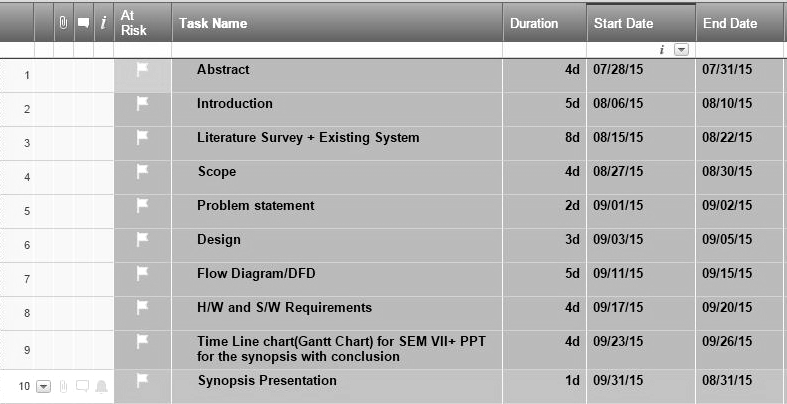 At Risk Task Name Duration Start Date End Date
i
1 Abstract 4d 07/28/15 07/31/15
2 Introduction 5d 08/06/15 08/10/15
3 Literature Survey + Existing System 8d 08/15/15 08/22/15
4 Scope 4d 08/27/15 08/30/15
5 Problem statement 2d 09/01/15 09/02/15
6 Design 3d 09/03/15 09/05/15
7 Flow Diagram/DFD 5d 09/11/15 09/15/15
8 H/W and S/W Requirements 4d 09/17/15 09/20/15
9 Time Line chart(Gantt Chart) for SEM VII+ PPT 4d 09/23/15 09/26/15
for the synopsis with conclusion
10 Synopsis Presentation 1d 09/31/15 08/31/15